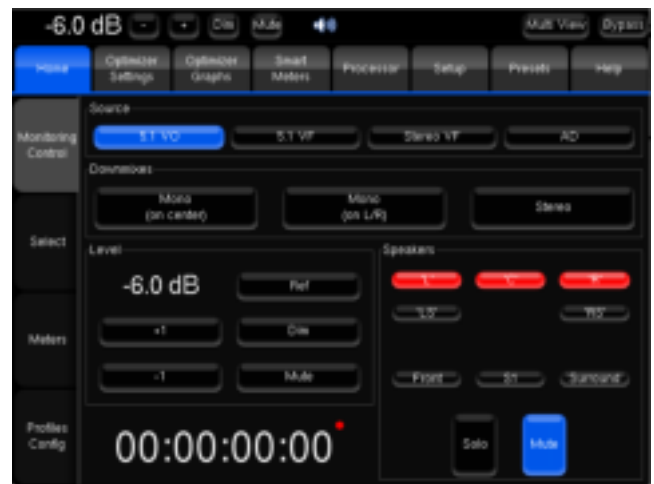 -6.0 dB - + Dim Mute Multi View Bypass
Home Optimizer Settings Optimizer Graphs Smart Meters Processor Setup Presets Help
Monitoring Control
Select
Meters
Profiles Config
Source
5.1 VO 5.1 VF Stereo VF AD
Downmixes
Mono (on center) Mono (on L/R) Stereo
Level
-6.0 dB Ref
+1 Dim
-1 Mute
00:00:00:00
Speakers
"L" "C" "R"
"LS" "RS"
Front Surround
Solo Mute